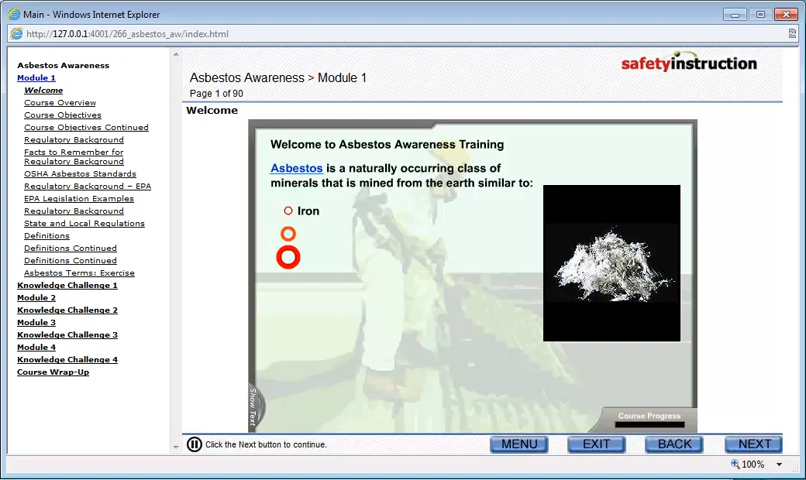 Main - Windows Internet Explorer
http://127.0.0.1:4001/266_asbestos_aw/index.html
Asbestos Awareness
Module 1
Welcome
Course Overview
Course Objectives
Course Objectives Continued
Regulatory Background
Facts to Remember for
Regulatory Background
OSHA Asbestos Standards
Regulatory Background – EPA
EPA Legislation Examples
Regulatory Background
State and Local Regulations
Definitions
Definitions Continued
Definitions Continued
Asbestos Terms: Exercise
Knowledge Challenge 1
Module 2
Knowledge Challenge 2
Module 3
Knowledge Challenge 3
Module 4
Knowledge Challenge 4
Course Wrap-Up
safetyinstruction
Asbestos Awareness > Module 1
Page 1 of 90
Welcome
Welcome to Asbestos Awareness Training
Asbestos is a naturally occurring class of
minerals that is mined from the earth similar to:
Iron
Show Text
Course Progress
Click the Next button to continue.
MENU
EXIT
BACK
NEXT
100%